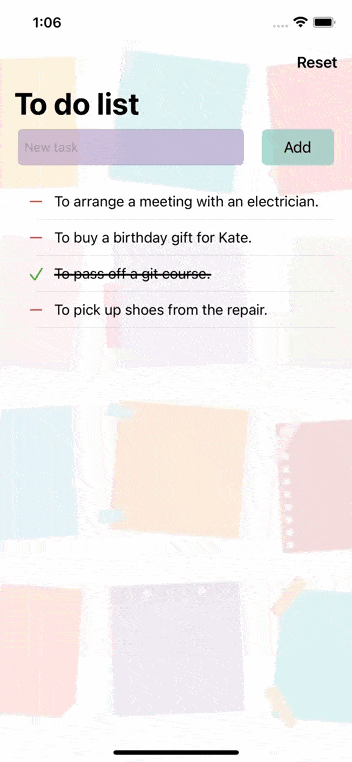 1:06
Reset
To do list
New task
Add
To arrange a meeting with an electrician.
To buy a birthday gift for Kate.
To pass off a git course.
To pick up shoes from the repair.